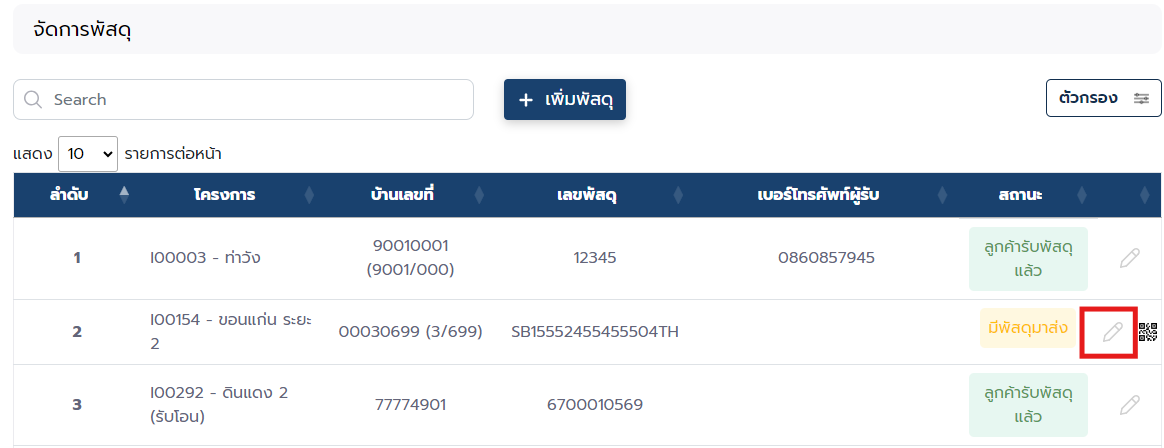 จัดการพัสดุ
Search
+ เพิ่มพัสดุ
ตัวกรอง
แสดง 10 รายการต่อหน้า
ลำดับ โครงการ บ้านเลขที่ เลขพัสดุ เบอร์โทรศัพท์ผู้รับ สถานะ
1 I00003 - ท่าวัง 90010001 (9001/000) 12345 0860857945 ลูกค้ารับพัสดุแล้ว
2 I00154 - ขอนแก่น ระยะ 2 00030699 (3/699) SB15552455455504TH มีพัสดุมาส่ง
3 I00292 - ดินแดง 2 (รับโอน) 77774901 6700010569 ลูกค้ารับพัสดุแล้ว